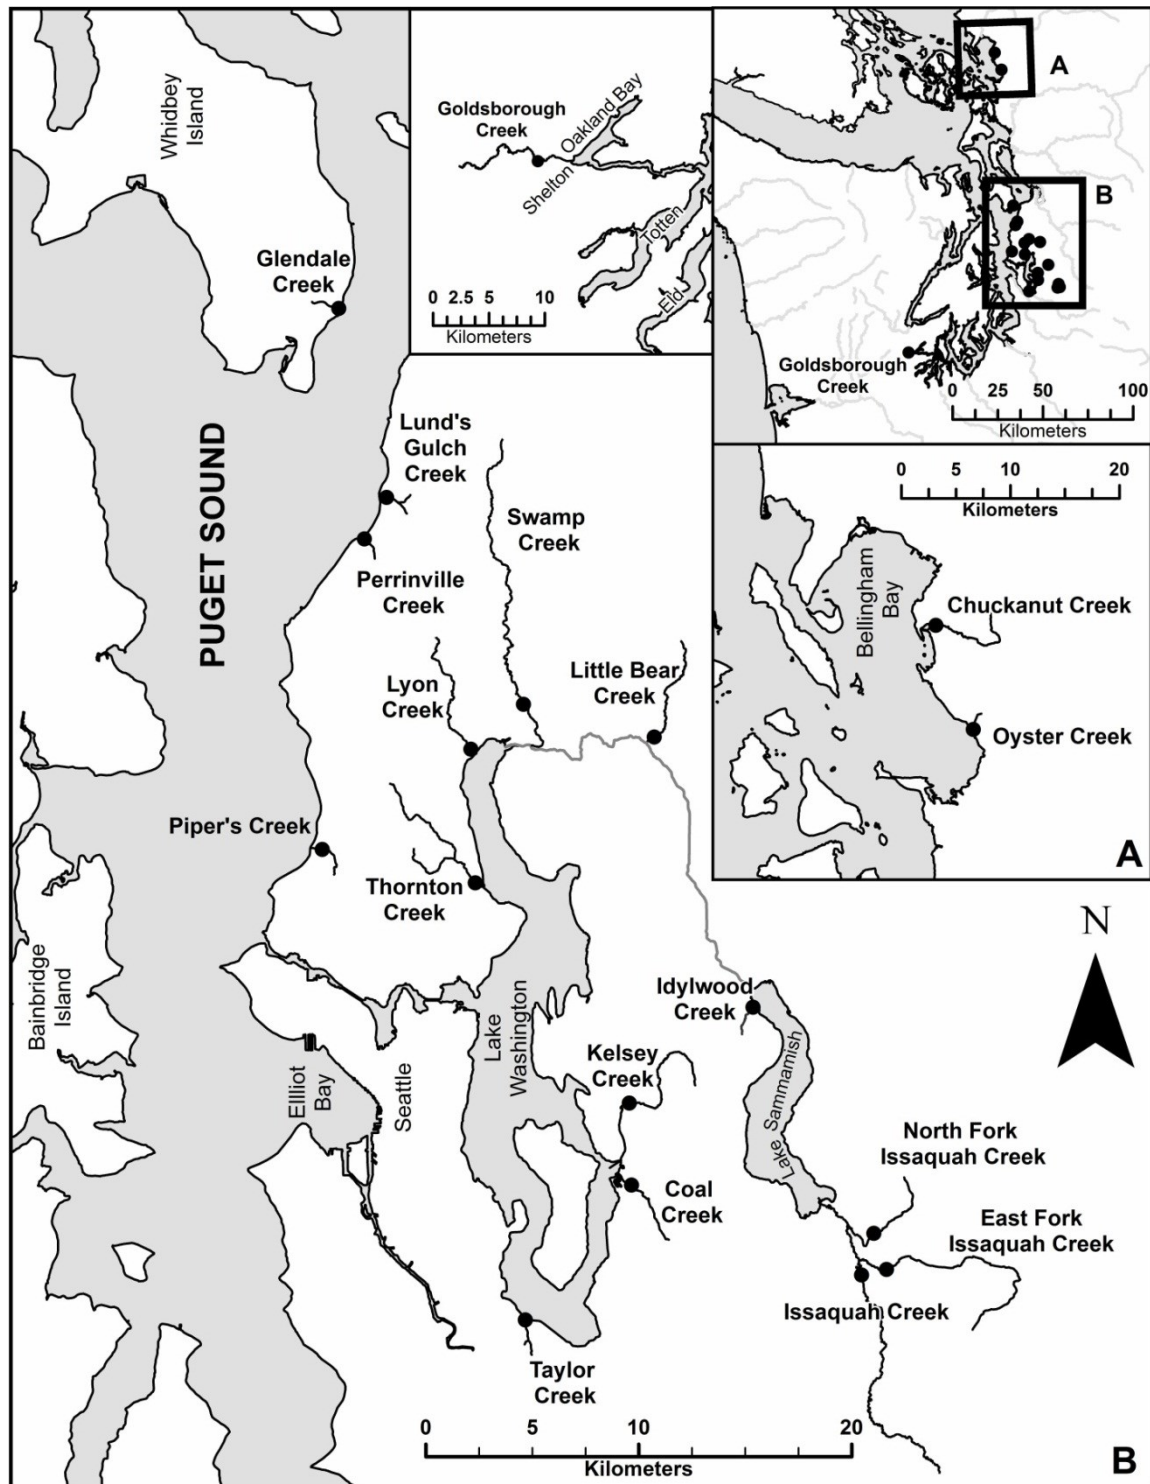 Whidbey
Island
Glendale
Creek
PUGET SOUND
Goldsborough
Creek
Oakland Bay
Shelton
Totten
Eld
0 2.5 5 10
Kilometers
A
B
Goldsborough
Creek
0 25 50 100
Kilometers
0 5 10 20
Kilometers
Bellingham
Bay
Chuckanut Creek
Oyster Creek
A
Lund's
Gulch
Creek
Perrinville
Creek
Swamp
Creek
Lyon
Creek
Little Bear
Creek
Piper's Creek
Thornton
Creek
N
Bainbridge
Island
Ellliot
Bay
Seattle
Lake
Washington
Idylwood
Creek
Kelsey
Creek
Lake Sammamish
Coal
Creek
North Fork
Issaquah Creek
East Fork
Issaquah Creek
Issaquah Creek
Taylor
Creek
0 5 10 20
Kilometers
B